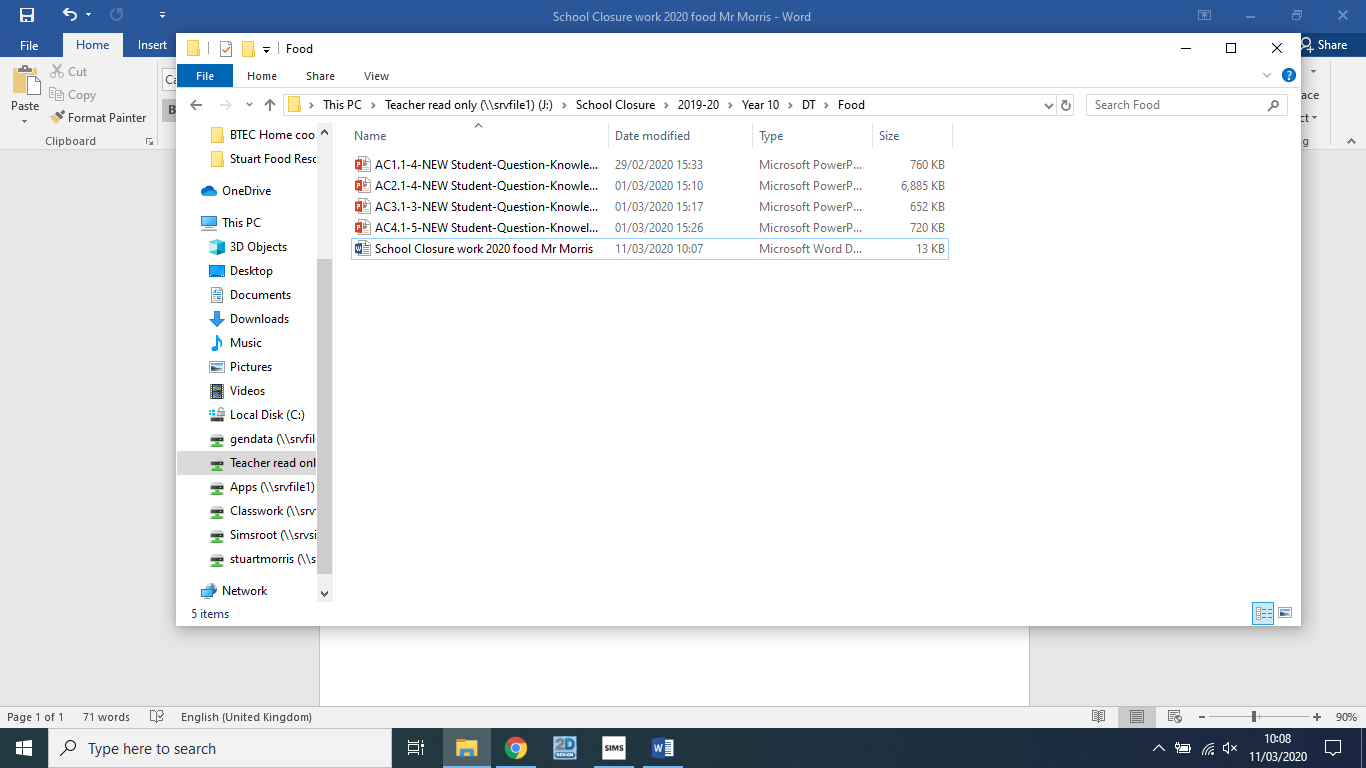 School Closure work 2020 food Mr Morris - Word
File Home Insert
Share
Paste
Cut
Copy
Format Painter
Clipboard
Food
File Home Share View
This PC Teacher read only (\\srvfile1) (J:) School Closure 2019-20 Year 10 DT Food
Search Food
Name Date modified Type Size
AC1.1-4-NEW Student-Question-Knowle... 29/02/2020 15:33 Microsoft PowerP... 760 KB
AC2.1-4-NEW Student-Question-Knowle... 01/03/2020 15:10 Microsoft PowerP... 6,885 KB
AC3.1-3-NEW Student-Question-Knowle... 01/03/2020 15:17 Microsoft PowerP... 652 KB
AC4.1-5-NEW Student-Question-Knowel... 01/03/2020 15:26 Microsoft PowerP... 720 KB
School Closure work 2020 food Mr Morris 11/03/2020 10:07 Microsoft Word D... 13 KB
BTEC Home coo
Stuart Food Resc
OneDrive
This PC
3D Objects
Desktop
Documents
Downloads
Music
Pictures
Videos
Local Disk (C:)
gendata (\\srvfil
Teacher read onl
Apps (\\srvfile1)
Classwork (\\srv
Simsroot (\\srvsi
stuartmorris (\\s
Network
5 items
Page 1 of 1 71 words English (United Kingdom) 90%
Type here to search
2D DESIGN
SIMS
10:08
11/03/2020